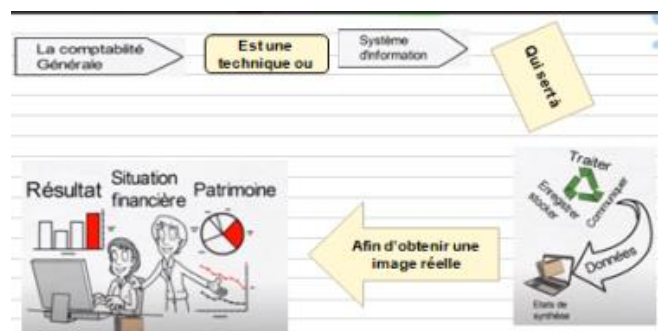 La comptabilité
Générale
Est une
technique ou
Système
d'information
Qui sert à
Traiter
Enregistrer
stocker
Communiquer
Données
Etats de
synthèse
Afin d'obtenir une
image réelle
Résultat
Situation
financière
Patrimoine